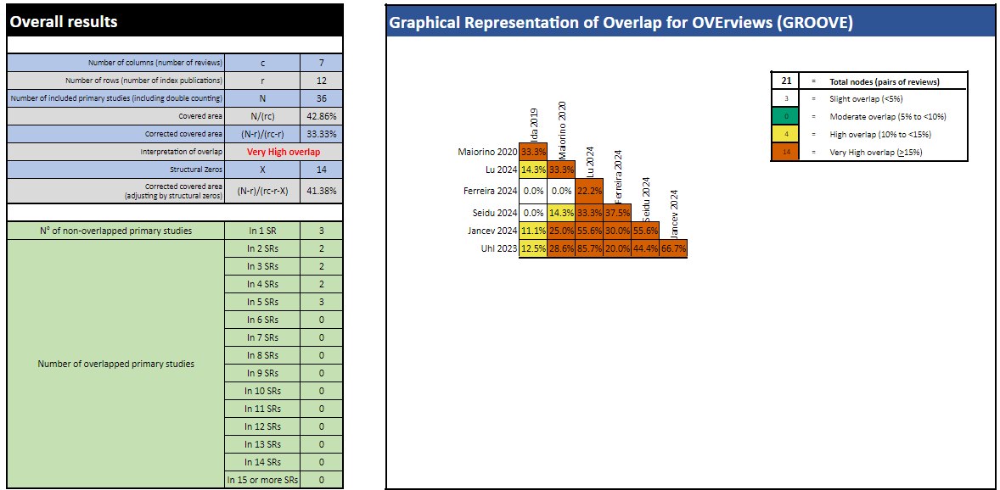 Overall results
Number of columns (number of reviews) c 7
Number of rows (number of index publications) r 12
Number of included primary studies (including double counting) N 36
Covered area N/(rc) 42.86%
Corrected covered area (N-r)/(rc-r) 33.33%
Interpretation of overlap Very High overlap
Structural Zeros X 14
Corrected covered area
(adjusting by structural zeros) (N-r)/(rc-r-X) 41.38%
N° of non-overlapped primary studies In 1 SR 3
Number of overlapped primary studies
In 2 SRs 2
In 3 SRs 2
In 4 SRs 2
In 5 SRs 3
In 6 SRs 0
In 7 SRs 0
In 8 SRs 0
In 9 SRs 0
In 10 SRs 0
In 11 SRs 0
In 12 SRs 0
In 13 SRs 0
In 14 SRs 0
In 15 or more SRs 0
Graphical Representation of Overlap for OVErviews (GROOVE)
21 = Total nodes (pairs of reviews)
3 = Slight overlap (<5%)
0 = Moderate overlap (5% to <10%)
4 = High overlap (10% to <15%)
14 = Very High overlap (≥15%)
Ida 2019
Maiorino 2020
Lu 2024
Ferreira 2024
Seidu 2024
Jancev 2024
Maiorino 2020 33.3%
Lu 2024 14.3% 33.3%
Ferreira 2024 0.0% 0.0% 22.2%
Seidu 2024 0.0% 14.3% 33.3% 37.5%
Jancev 2024 11.1% 25.0% 55.6% 30.0% 55.6%
Uhl 2023 12.5% 28.6% 85.7% 20.0% 44.4% 66.7%